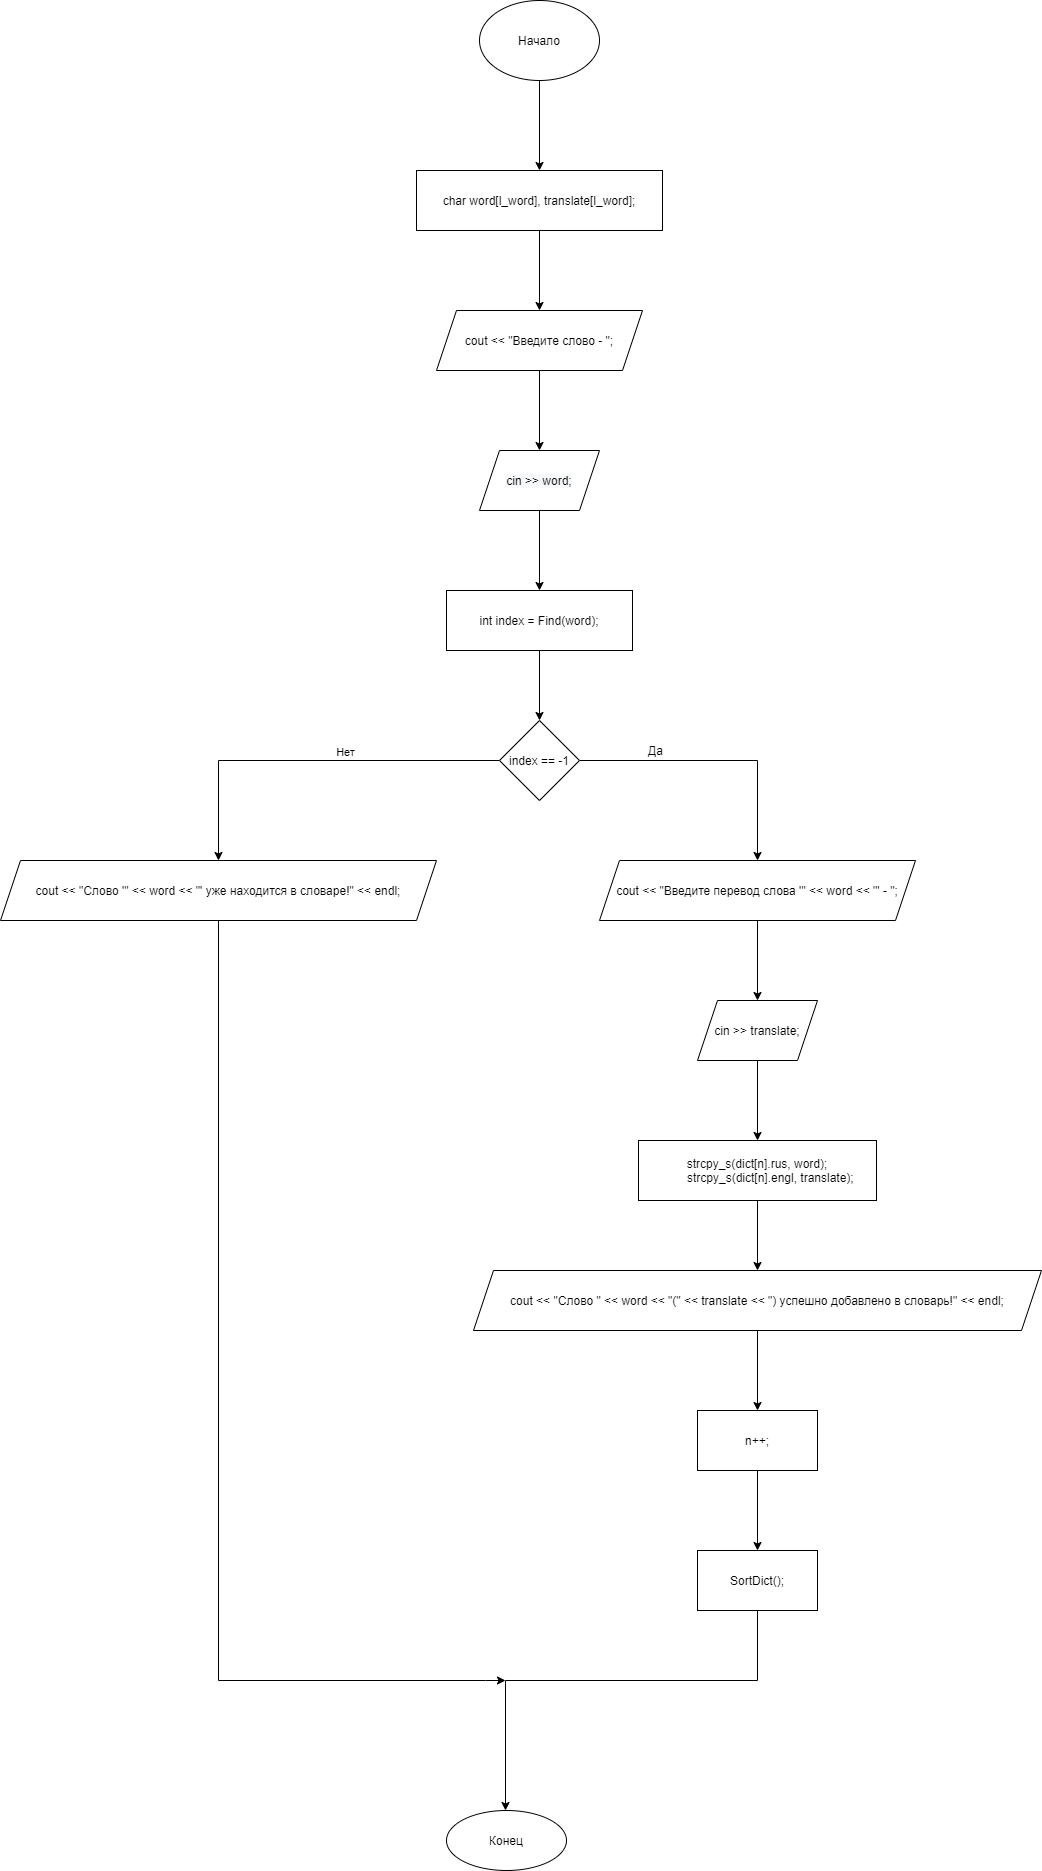 Начало
char word[l_word], translate[l_word];
cout << "Введите слово - ";
cin >> word;
int index = Find(word);
index == -1
Нет
Да
cout << "Слово '" << word << "' уже находится в словаре!" << endl;
cout << "Введите перевод слова '" << word << "' - ";
cin >> translate;
strcpy_s(dict[n].rus, word);
strcpy_s(dict[n].engl, translate);
cout << "Слово " << word << "(" << translate << ") успешно добавлено в словарь!" << endl;
n++;
SortDict();
Конец